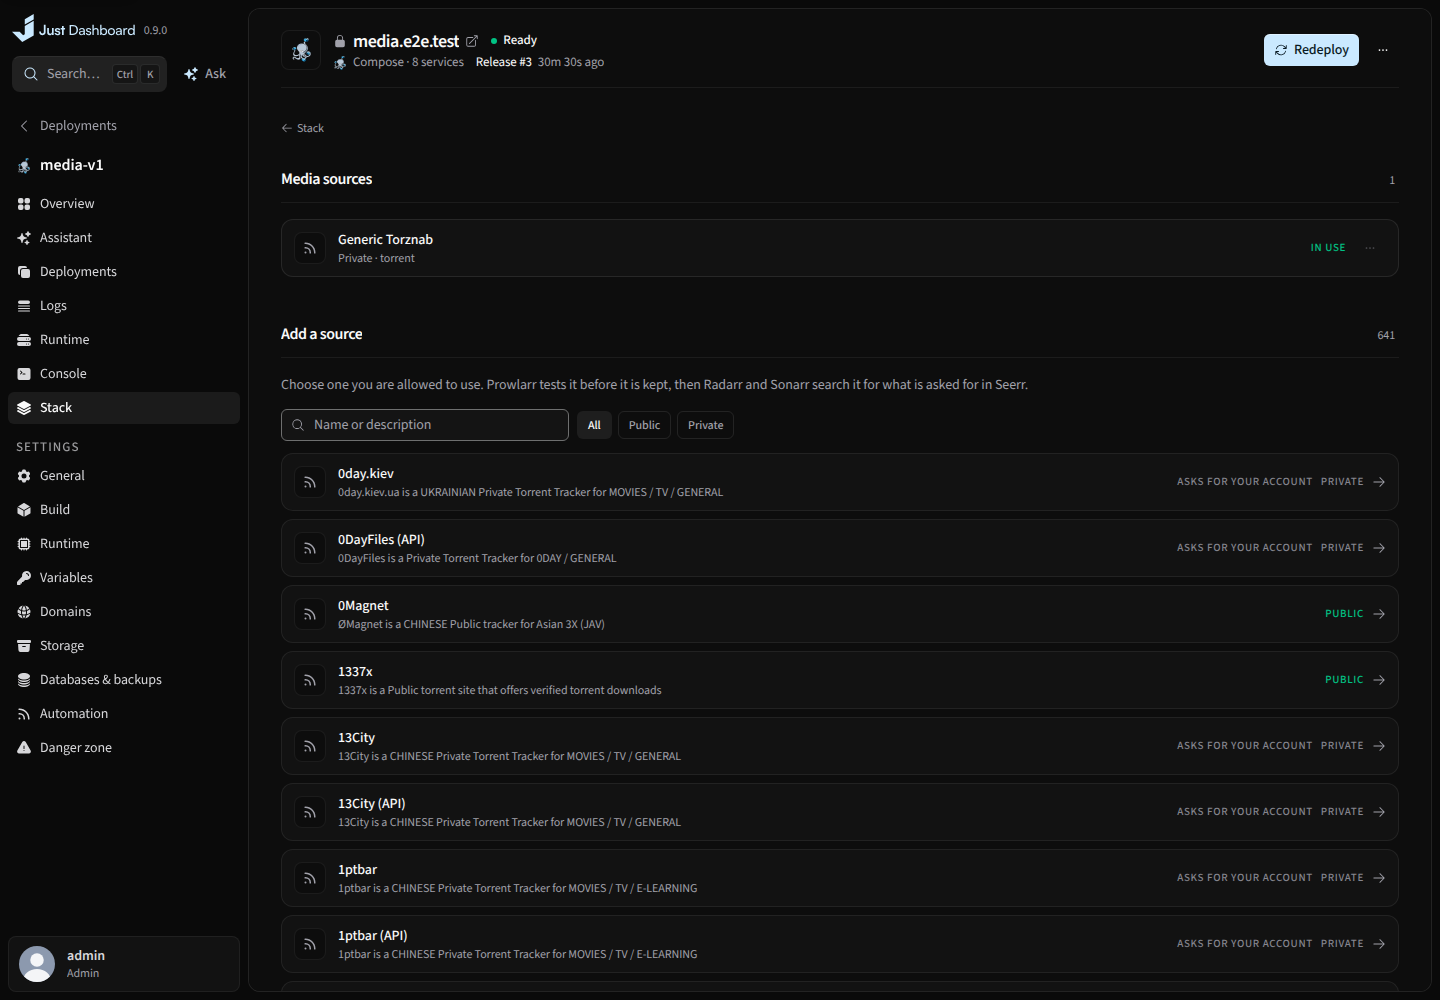 Just Dashboard 0.9.0
Search... Ctrl K Ask
Deployments
media-v1
Overview
Assistant
Deployments
Logs
Runtime
Console
Stack
SETTINGS
General
Build
Runtime
Variables
Domains
Storage
Databases & backups
Automation
Danger zone
admin
Admin
media.e2e.test Ready
Compose · 8 services Release #3 30m 30s ago
Redeploy
Stack
Media sources 1
Generic Torznab
Private · torrent
IN USE
Add a source 641
Choose one you are allowed to use. Prowlarr tests it before it is kept, then Radarr and Sonarr search it for what is asked for in Seerr.
Name or description All Public Private
0day.kiev
0day.kiev.ua is a UKRAINIAN Private Torrent Tracker for MOVIES / TV / GENERAL
ASKS FOR YOUR ACCOUNT PRIVATE
0DayFiles (API)
0DayFiles is a Private Torrent Tracker for 0DAY / GENERAL
ASKS FOR YOUR ACCOUNT PRIVATE
0Magnet
ØMagnet is a CHINESE Public tracker for Asian 3X (JAV)
PUBLIC
1337x
1337x is a Public torrent site that offers verified torrent downloads
PUBLIC
13City
13City is a CHINESE Private Torrent Tracker for MOVIES / TV / GENERAL
ASKS FOR YOUR ACCOUNT PRIVATE
13City (API)
13City is a CHINESE Private Torrent Tracker for MOVIES / TV / GENERAL
ASKS FOR YOUR ACCOUNT PRIVATE
1ptbar
1ptbar is a CHINESE Private Torrent Tracker for MOVIES / TV / E-LEARNING
ASKS FOR YOUR ACCOUNT PRIVATE
1ptbar (API)
1ptbar is a CHINESE Private Torrent Tracker for MOVIES / TV / E-LEARNING
ASKS FOR YOUR ACCOUNT PRIVATE